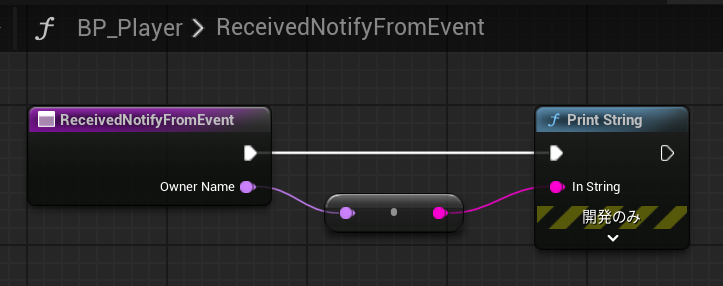 f BP_Player > ReceivedNotifyFromEvent
ReceivedNotifyFromEvent
Owner Name
f Print String
In String
開発のみ